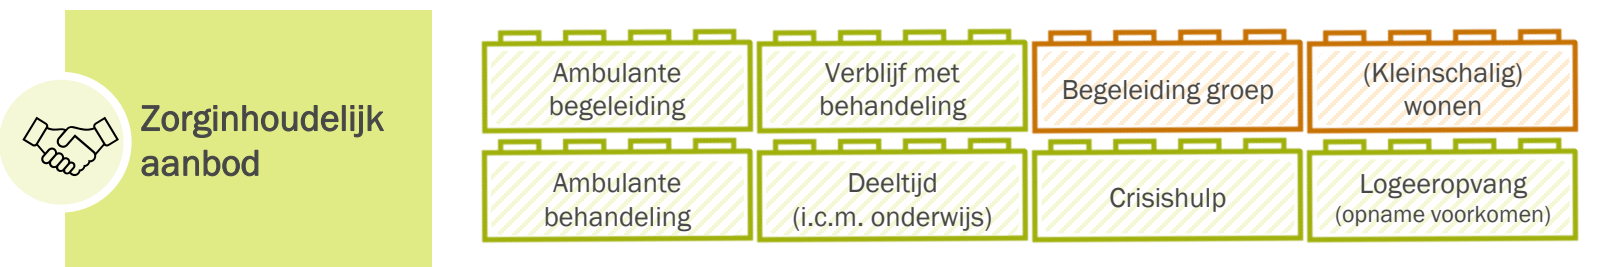 Zorginhoudelijk
aanbod
Ambulante
begeleiding
Verblijf met
behandeling
Begeleiding groep
(Kleinschalig)
wonen
Ambulante
behandeling
Deeltijd
(i.c.m. onderwijs)
Crisishulp
Logeeropvang
(opname voorkomen)